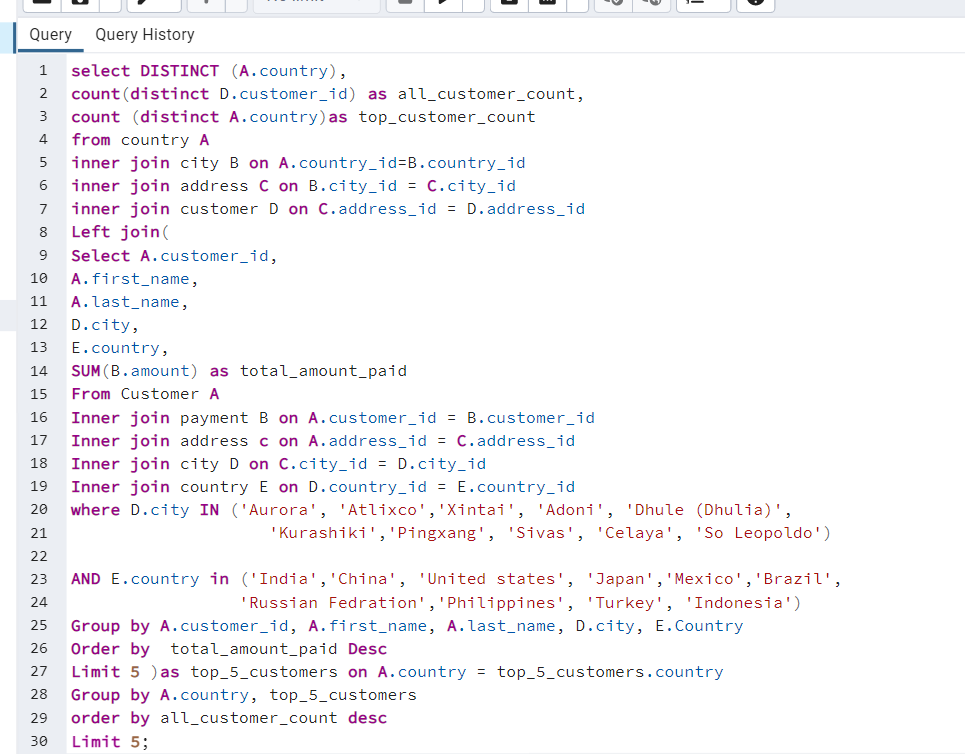 Query Query History
1 select DISTINCT (A.country),
2 count(distinct D.customer_id) as all_customer_count,
3 count (distinct A.country)as top_customer_count
4 from country A
5 inner join city B on A.country_id=B.country_id
6 inner join address C on B.city_id = C.city_id
7 inner join customer D on C.address_id = D.address_id
8 Left join(
9 Select A.customer_id,
10 A.first_name,
11 A.last_name,
12 D.city,
13 E.country,
14 SUM(B.amount) as total_amount_paid
15 From Customer A
16 Inner join payment B on A.customer_id = B.customer_id
17 Inner join address c on A.address_id = C.address_id
18 Inner join city D on C.city_id = D.city_id
19 Inner join country E on D.country_id = E.country_id
20 where D.city IN ('Aurora', 'Atlixco','Xintai', 'Adoni', 'Dhule (Dhulia)',
21 'Kurashiki','Pingxang', 'Sivas', 'Celaya', 'So Leopoldo')
22
23 AND E.country in ('India','China', 'United states', 'Japan','Mexico','Brazil',
24 'Russian Fedration','Philippines', 'Turkey', 'Indonesia')
25 Group by A.customer_id, A.first_name, A.last_name, D.city, E.Country
26 Order by  total_amount_paid Desc
27 Limit 5 )as top_5_customers on A.country = top_5_customers.country
28 Group by A.country, top_5_customers
29 order by all_customer_count desc
30 Limit 5;